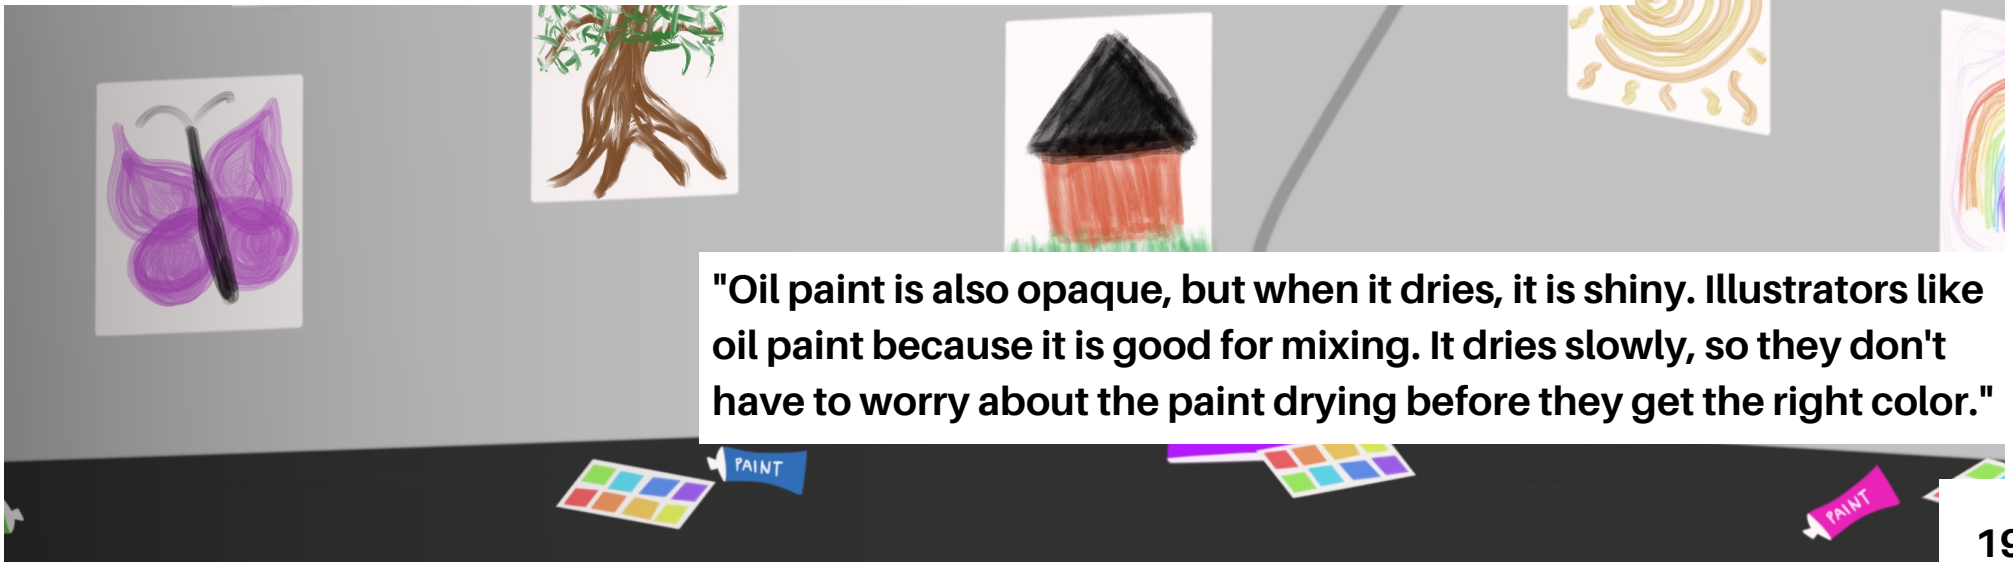 "Oil paint is also opaque, but when it dries, it is shiny. Illustrators like
oil paint because it is good for mixing. It dries slowly, so they don't
have to worry about the paint drying before they get the right color."
PAINT
PAINT
19